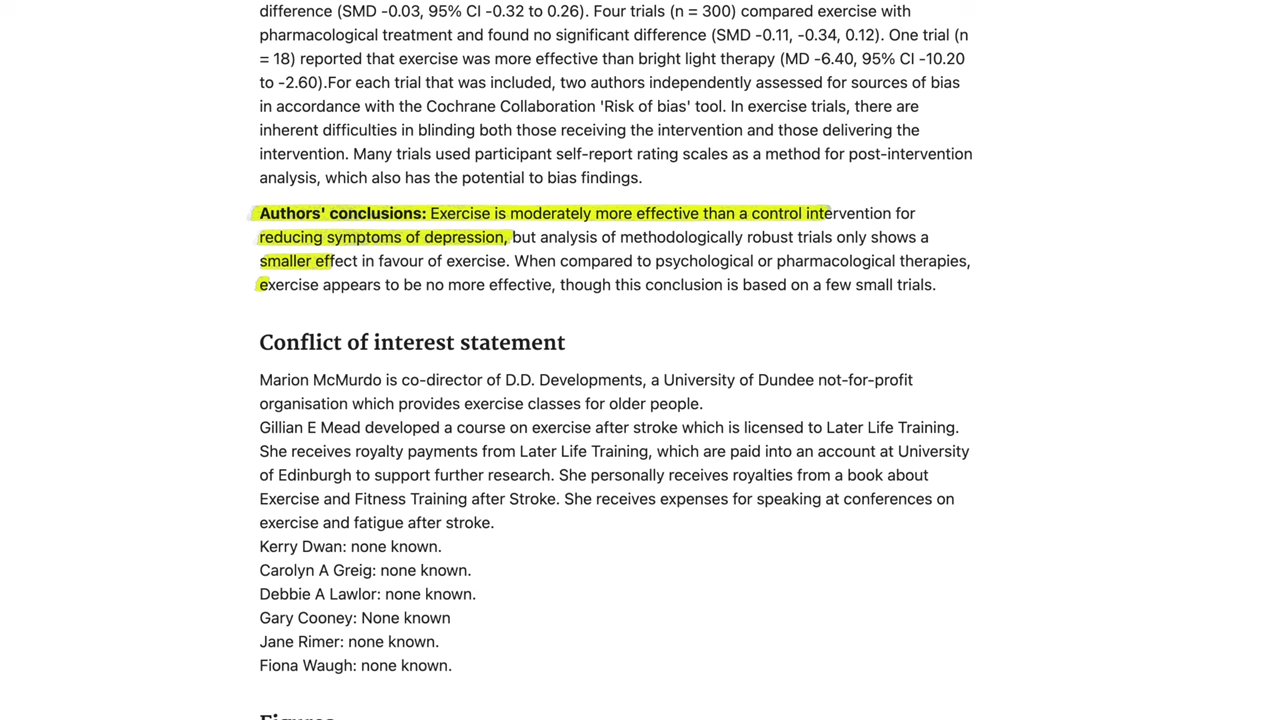 difference (SMD -0.03, 95% CI -0.32 to 0.26). Four trials (n = 300) compared exercise with
pharmacological treatment and found no significant difference (SMD -0.11, -0.34, 0.12). One trial (n
= 18) reported that exercise was more effective than bright light therapy (MD -6.40, 95% CI -10.20
to -2.60).For each trial that was included, two authors independently assessed for sources of bias
in accordance with the Cochrane Collaboration 'Risk of bias' tool. In exercise trials, there are
inherent difficulties in blinding both those receiving the intervention and those delivering the
intervention. Many trials used participant self-report rating scales as a method for post-intervention
analysis, which also has the potential to bias findings.
Authors' conclusions: Exercise is moderately more effective than a control intervention for
reducing symptoms of depression, but analysis of methodologically robust trials only shows a
smaller effect in favour of exercise. When compared to psychological or pharmacological therapies,
exercise appears to be no more effective, though this conclusion is based on a few small trials.
Conflict of interest statement
Marion McMurdo is co-director of D.D. Developments, a University of Dundee not-for-profit
organisation which provides exercise classes for older people.
Gillian E Mead developed a course on exercise after stroke which is licensed to Later Life Training.
She receives royalty payments from Later Life Training, which are paid into an account at University
of Edinburgh to support further research. She personally receives royalties from a book about
Exercise and Fitness Training after Stroke. She receives expenses for speaking at conferences on
exercise and fatigue after stroke.
Kerry Dwan: none known.
Carolyn A Greig: none known.
Debbie A Lawlor: none known.
Gary Cooney: None known
Jane Rimer: none known.
Fiona Waugh: none known.
Figures